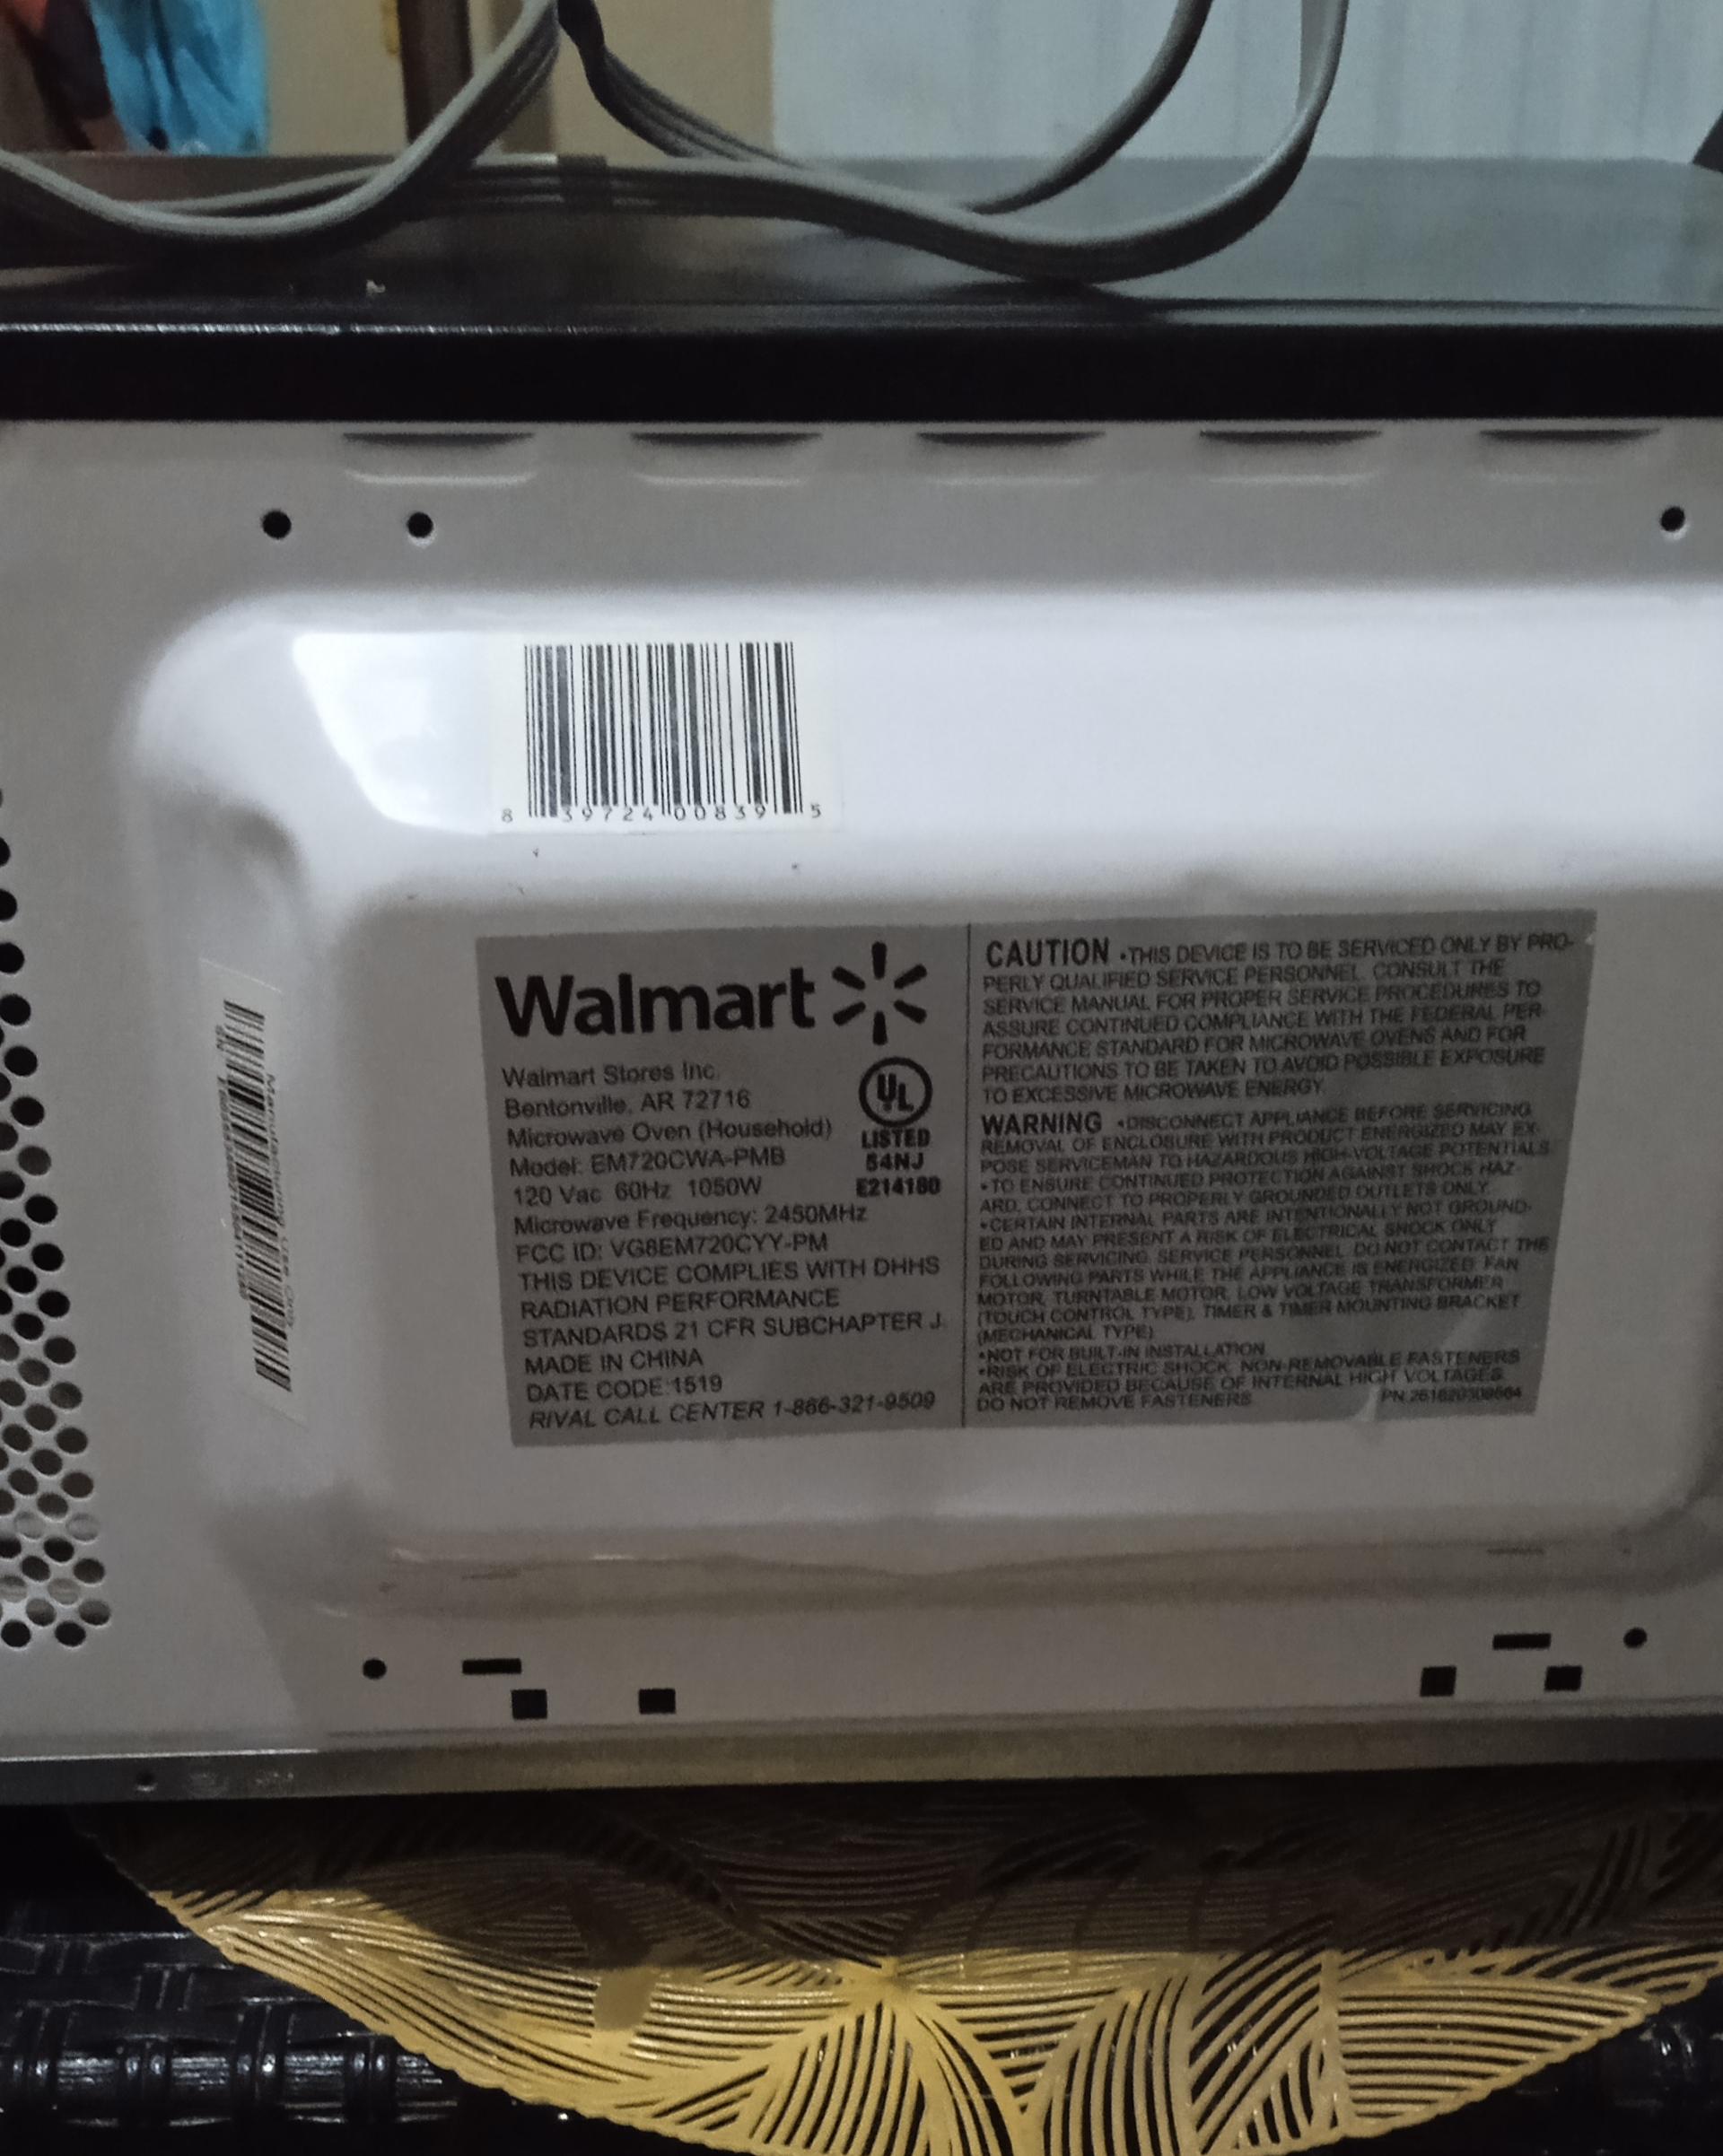 8 39724 00839 5
Walmart
Walmart Stores Inc.
Bentonville, AR 72716
Microwave Oven (Household)
Model: EM720CWA-PMB
120 Vac 60Hz 1050W
Microwave Frequency: 2450MHz
FCC ID: VG8EM720CYY-PM
THIS DEVICE COMPLIES WITH DHHS
RADIATION PERFORMANCE
STANDARDS 21 CFR SUBCHAPTER J.
MADE IN CHINA
DATE CODE:1519
RIVAL CALL CENTER 1-866-321-9509
UL
LISTED
54NJ
E214180
CAUTION •THIS DEVICE IS TO BE SERVICED ONLY BY PRO-
PERLY QUALIFIED SERVICE PERSONNEL. CONSULT THE
SERVICE MANUAL FOR PROPER SERVICE PROCEDURES TO
ASSURE CONTINUED COMPLIANCE WITH THE FEDERAL PER-
FORMANCE STANDARD FOR MICROWAVE OVENS AND FOR
PRECAUTIONS TO BE TAKEN TO AVOID POSSIBLE EXPOSURE
TO EXCESSIVE MICROWAVE ENERGY.
WARNING •DISCONNECT APPLIANCE BEFORE SERVICING.
REMOVAL OF ENCLOSURE WITH PRODUCT ENERGIZED MAY EX-
POSE SERVICEMAN TO HAZARDOUS HIGH-VOLTAGE POTENTIALS.
•TO ENSURE CONTINUED PROTECTION AGAINST SHOCK HAZ-
ARD, CONNECT TO PROPERLY GROUNDED OUTLETS ONLY.
•CERTAIN INTERNAL PARTS ARE INTENTIONALLY NOT GROUND-
ED AND MAY PRESENT A RISK OF ELECTRICAL SHOCK ONLY
DURING SERVICING. SERVICE PERSONNEL DO NOT CONTACT THE
FOLLOWING PARTS WHILE THE APPLIANCE IS ENERGIZED: FAN
MOTOR, TURNTABLE MOTOR, LOW VOLTAGE TRANSFORMER
(TOUCH CONTROL TYPE), TIMER & TIMER MOUNTING BRACKET
(MECHANICAL TYPE)
•NOT FOR BUILT-IN INSTALLATION
•RISK OF ELECTRIC SHOCK. NON-REMOVABLE FASTENERS
ARE PROVIDED BECAUSE OF INTERNAL HIGH VOLTAGES.
DO NOT REMOVE FASTENERS. PN:
Manufacturing Use Only
SN: